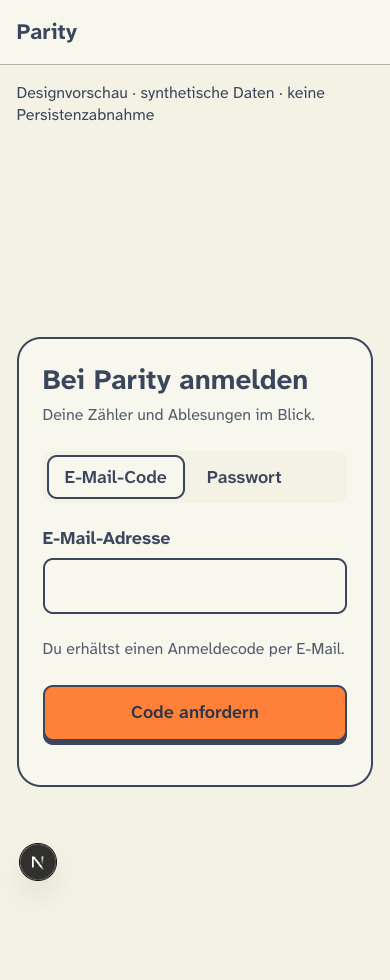 Parity
Designvorschau · synthetische Daten · keine
Persistenzabnahme
Bei Parity anmelden
Deine Zähler und Ablesungen im Blick.
E-Mail-Code Passwort
E-Mail-Adresse
Du erhältst einen Anmeldecode per E-Mail.
Code anfordern
N